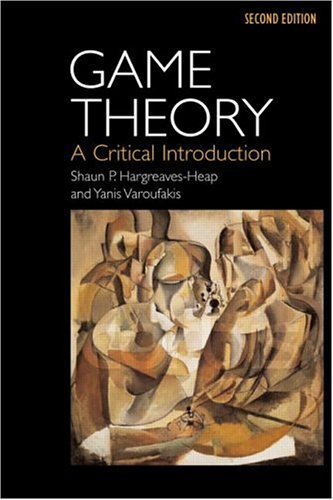 SECOND EDITION
GAME
THEORY
A Critical Introduction
Shaun P. Hargreaves-Heap
and Yanis Varoufakis